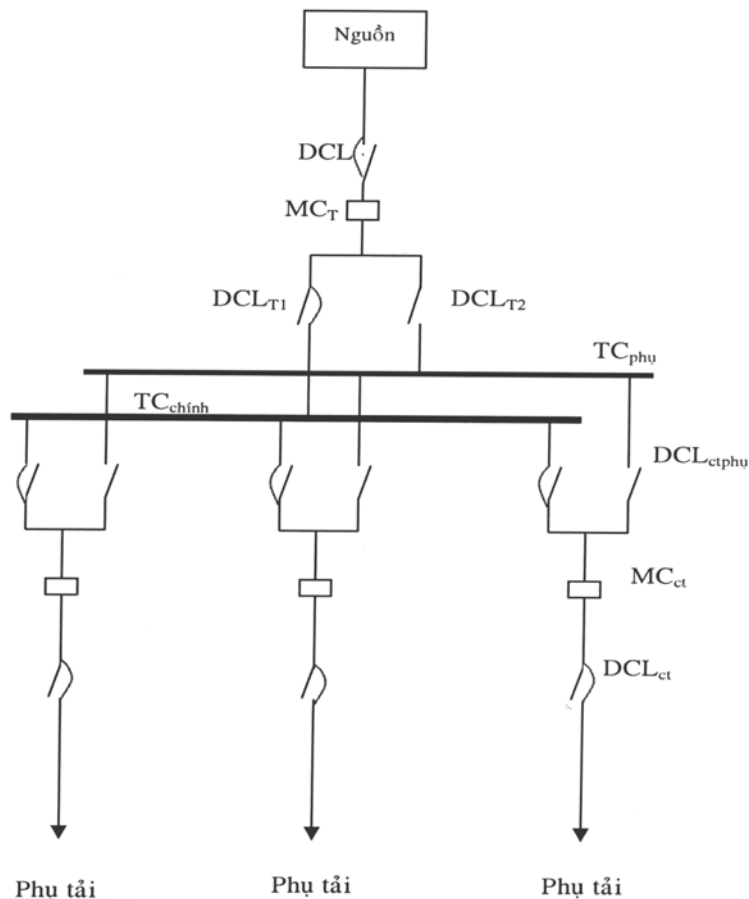 Nguồn
DCL
MC_T
DCL_T1
DCL_T2
TC_phụ
TC_chính
DCL_ctphụ
MC_ct
DCL_ct
Phụ tải
Phụ tải
Phụ tải